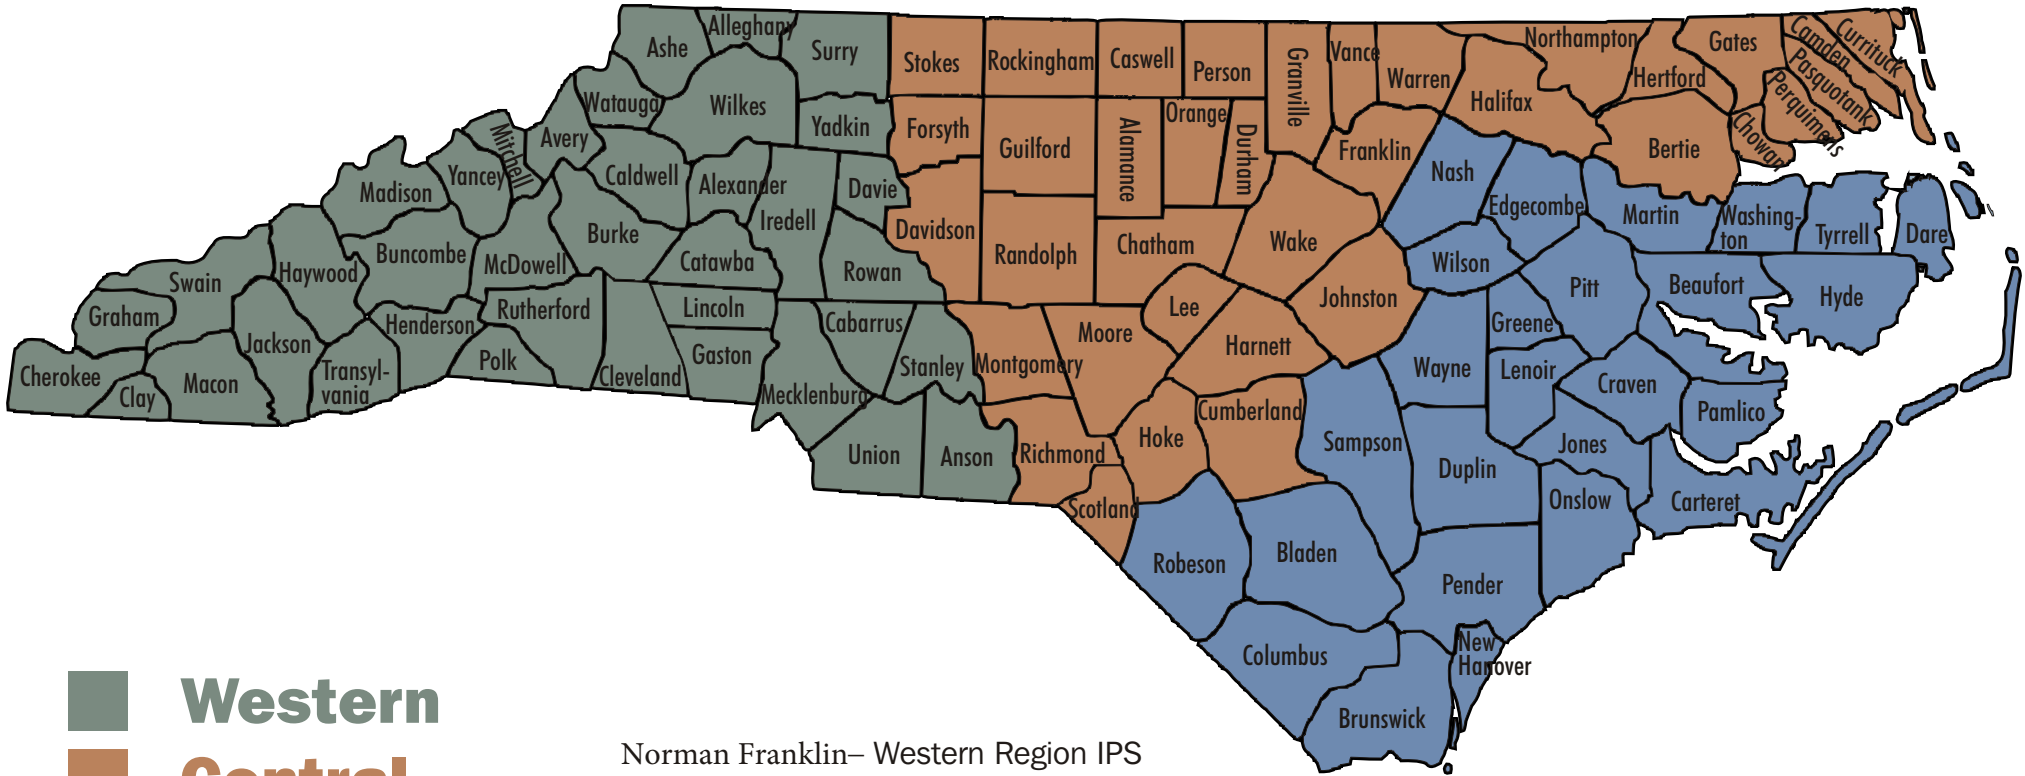 Alleghany
Ashe
Surry
Stokes
Rockingham
Caswell
Person
Granville
Vance
Warren
Northampton
Gates
Camden
Currituck
Hertford
Pasquotank
Perquimans
Chowan
Halifax
Bertie
Watauga
Wilkes
Yadkin
Forsyth
Guilford
Alamance
Orange
Durham
Franklin
Nash
Edgecombe
Martin
Washing-
ton
Tyrrell
Dare
Mitchell
Avery
Yancey
Madison
Caldwell
Alexander
Iredell
Davie
Davidson
Randolph
Chatham
Wake
Johnston
Wilson
Pitt
Beaufort
Hyde
Swain
Haywood
Buncombe
McDowell
Burke
Catawba
Rowan
Graham
Jackson
Henderson
Rutherford
Lincoln
Cabarrus
Montgomery
Moore
Lee
Harnett
Greene
Wayne
Lenoir
Craven
Pamlico
Cherokee
Clay
Macon
Transyl-
vania
Polk
Cleveland
Gaston
Mecklenburg
Stanley
Union
Anson
Richmond
Hoke
Cumberland
Sampson
Duplin
Jones
Onslow
Carteret
Scotland
Robeson
Bladen
Pender
Columbus
New
Hanover
Brunswick
Western
Central
Norman Franklin– Western Region IPS